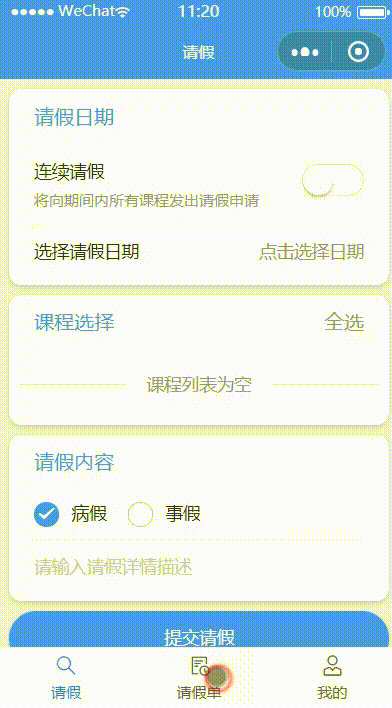 WeChat 11:20 100%
请假
请假日期
连续请假
将向期间内所有课程发出请假申请
选择请假日期 点击选择日期
课程选择 全选
课程列表为空
请假内容
病假 事假
请输入请假详情描述
提交请假
请假 请假单 我的